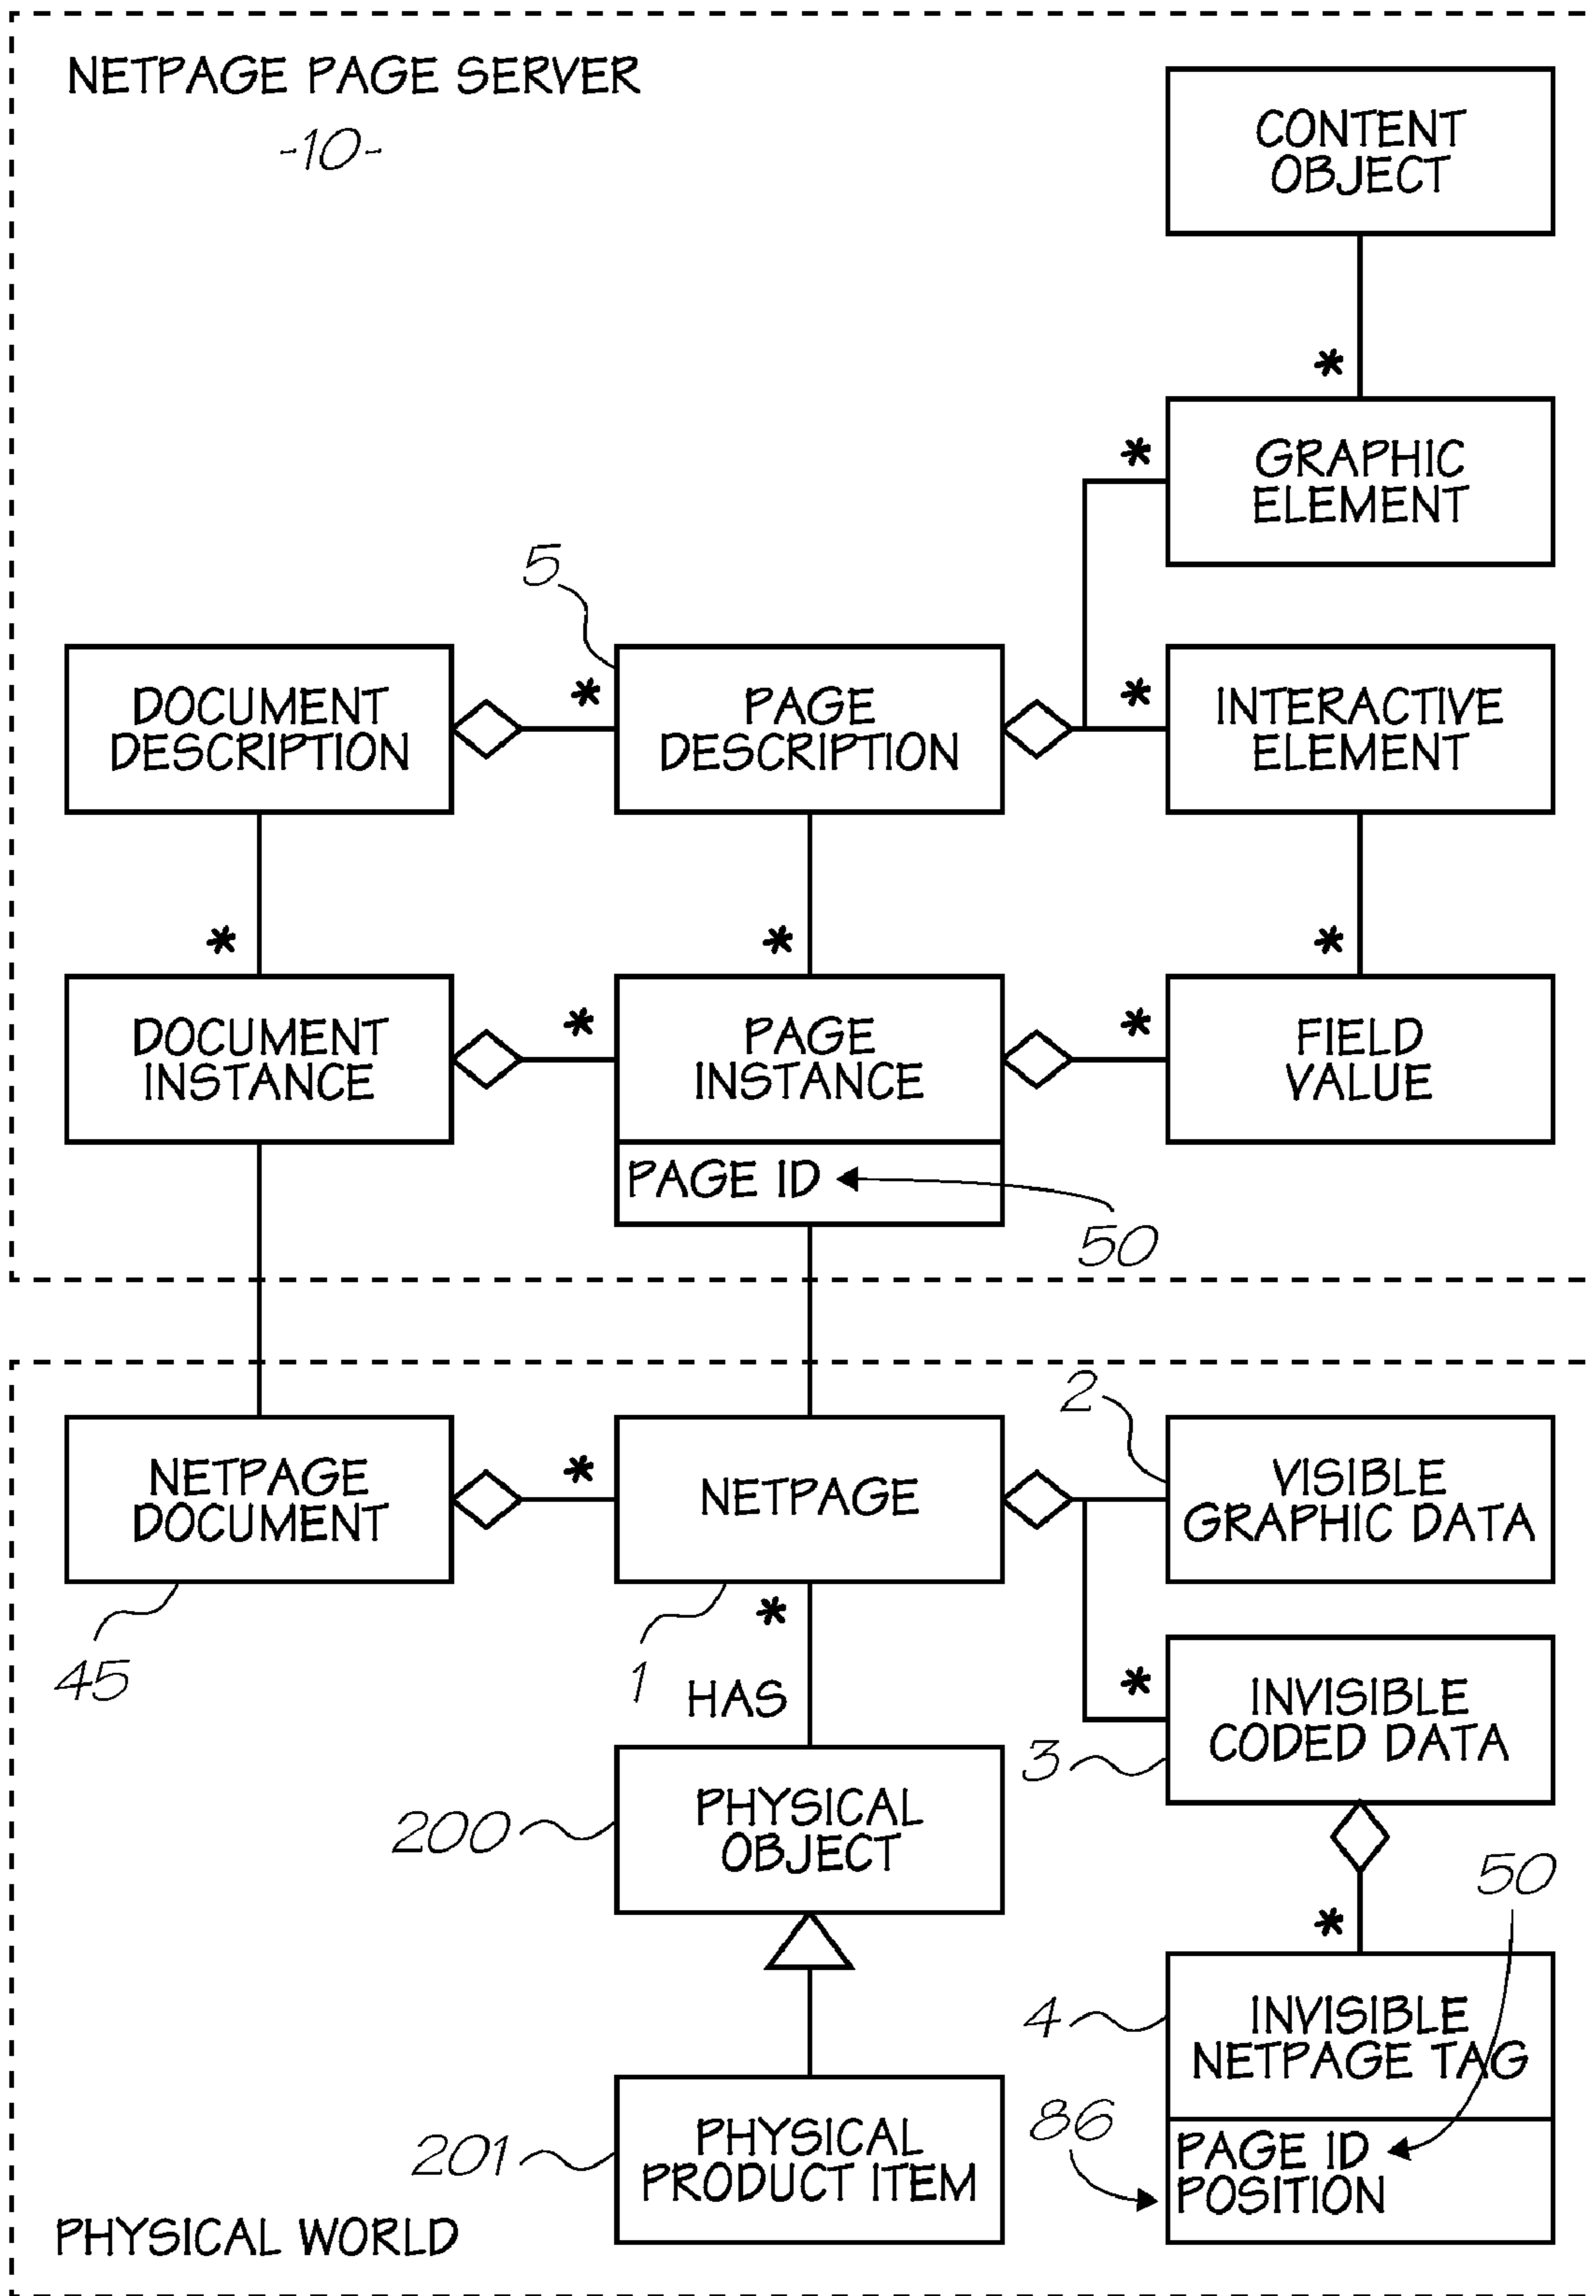 NETPAGE PAGE SERVER
-10-
CONTENT
OBJECT
*
*
GRAPHIC
ELEMENT
5
DOCUMENT
DESCRIPTION
*
PAGE
DESCRIPTION
*
INTERACTIVE
ELEMENT
*
*
*
DOCUMENT
INSTANCE
*
PAGE
INSTANCE
*
FIELD
VALUE
PAGE ID
50
2
NETPAGE
DOCUMENT
*
NETPAGE
VISIBLE
GRAPHIC DATA
45
1
*
HAS
*
INVISIBLE
CODED DATA
3
200
PHYSICAL
OBJECT
50
*
4
INVISIBLE
NETPAGE TAG
86
PAGE ID
POSITION
201
PHYSICAL
PRODUCT ITEM
PHYSICAL WORLD